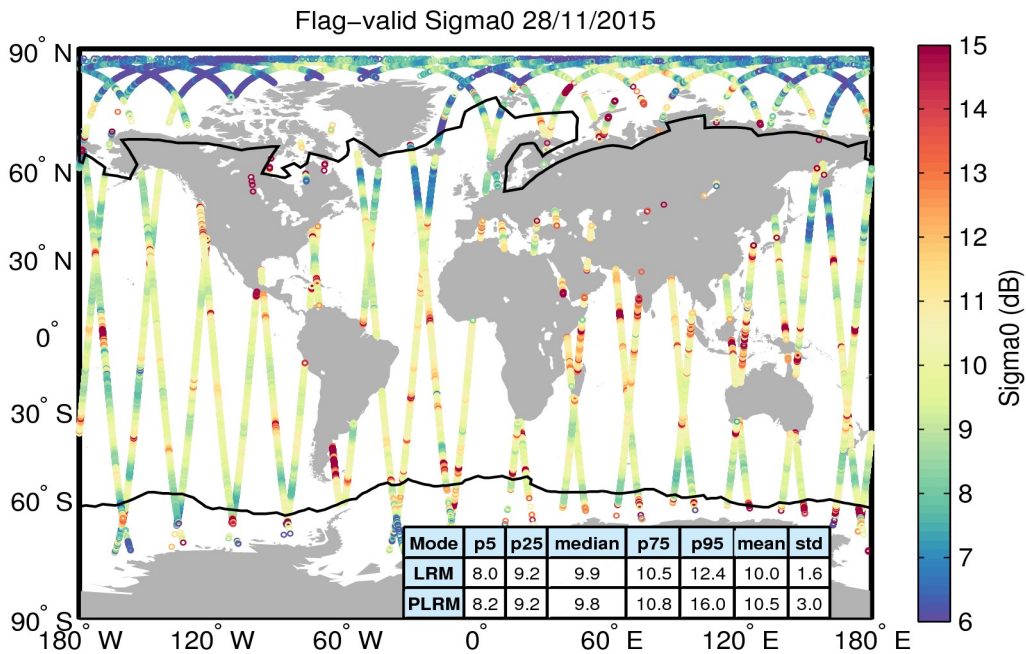 Flag−valid Sigma0 28/11/2015
90° N
60° N
30° N
0°
30° S
60° S
90° S
180° W
120° W
60° W
0°
60° E
120° E
180° E
15
14
13
12
11
10
9
8
7
6
Sigma0 (dB)
Mode p5 p25 median p75 p95 mean std
LRM 8.0 9.2 9.9 10.5 12.4 10.0 1.6
PLRM 8.2 9.2 9.8 10.8 16.0 10.5 3.0